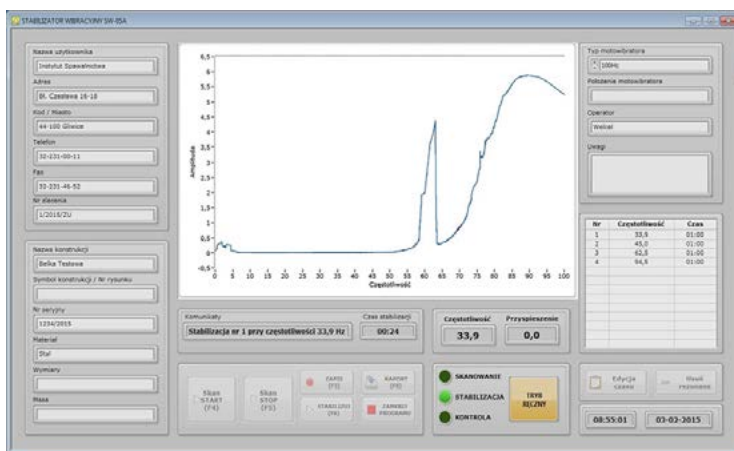 STABILIZATOR WIBRACYJNY SW-05A
Nazwa użytkownika
Instytut Spawalnictwa
Adres
Bł. Czesława 16-18
Kod / Miasto
44-100 Gliwice
Telefon
32-231-00-11
Fax
32-231-46-52
Nr zlecenia
1/2015/ZU
Nazwa konstrukcji
Belka Testowa
Symbol konstrukcji / Nr rysunku
Nr seryjny
1234/2015
Materiał
Stal
Wymiary
Masa
Amplituda
6,5
6
5,5
5
4,5
4
3,5
3
2,5
2
1,5
1
0,5
0
-0,5
0 5 10 15 20 25 30 35 40 45 50 55 60 65 70 75 80 85 90 95 100
Częstotliwość
Komunikaty
Stabilizacja nr 1 przy częstotliwości 33,9 Hz
Czas stabilizacji
00:24
Częstotliwość
33,9
Przyspieszenie
0,0
Skan
START
(F4)
Skan
STOP
(F5)
ZAPIS
RAPORT
STABILIZUJ
ZAMKNIJ
PROGRAM
SKANOWANIE
STABILIZACJA
KONTROLA
TRYB
RĘCZNY
Typ motowibratora
100Hz
Położenie motowibratora
Operator
Welcel
Uwagi
Nr Częstotliwość Czas
1 33,9 01:00
2 45,0 01:00
3 62,5 01:00
4 94,5 01:00
Edycja
czasu
Usuń
rezonans
08:55:01
03-03-2015